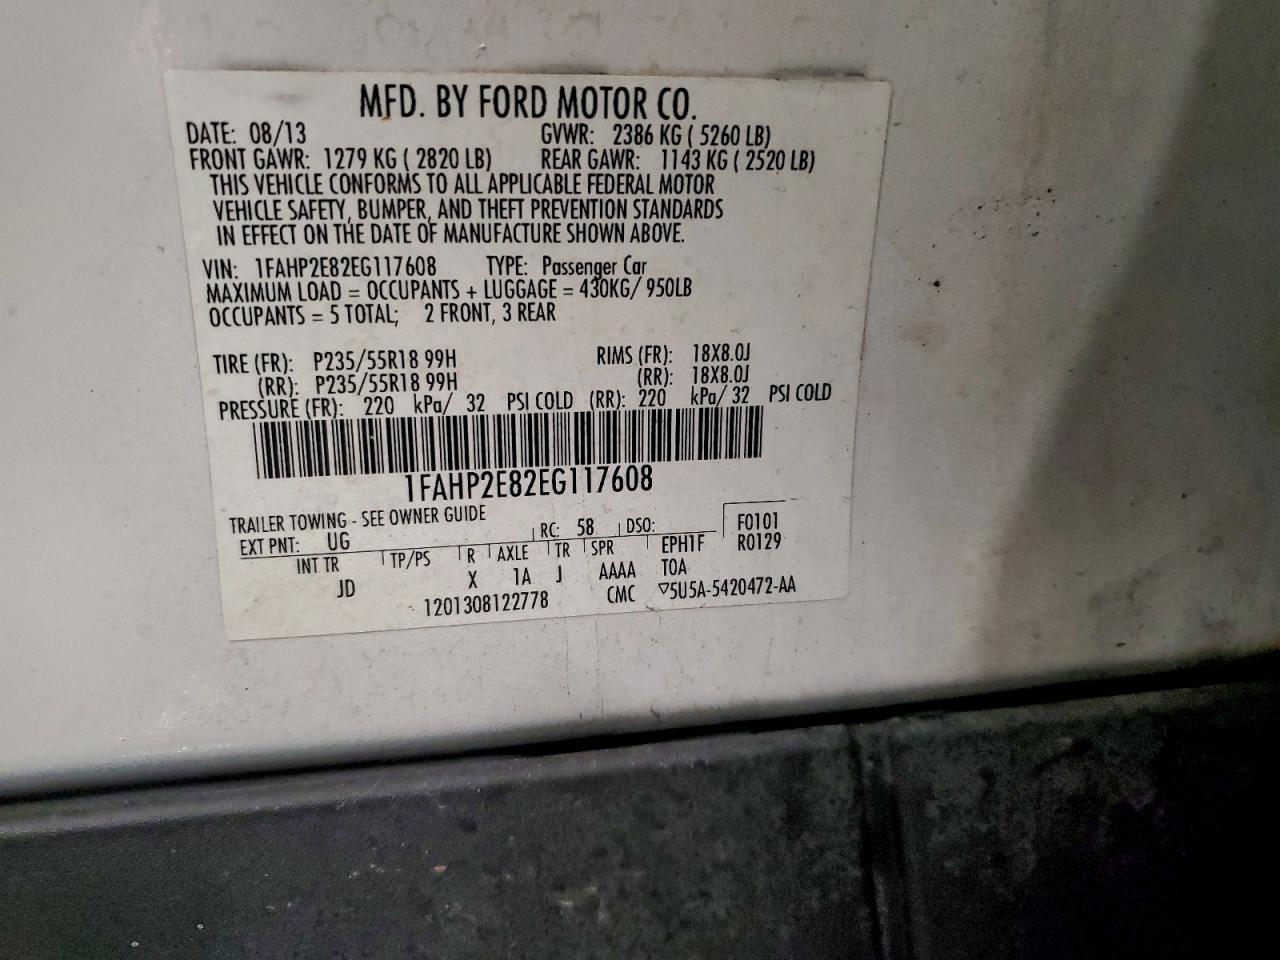 MFD. BY FORD MOTOR CO.
DATE: 08/13 GVWR: 2386 KG ( 5260 LB)
FRONT GAWR: 1279 KG ( 2820 LB) REAR GAWR: 1143 KG ( 2520 LB)
THIS VEHICLE CONFORMS TO ALL APPLICABLE FEDERAL MOTOR
VEHICLE SAFETY, BUMPER, AND THEFT PREVENTION STANDARDS
IN EFFECT ON THE DATE OF MANUFACTURE SHOWN ABOVE.
VIN: 1FAHP2E82EG117608 TYPE: Passenger Car
MAXIMUM LOAD = OCCUPANTS + LUGGAGE = 430KG/ 950LB
OCCUPANTS = 5 TOTAL; 2 FRONT, 3 REAR
TIRE (FR): P235/55R18 99H RIMS (FR): 18X8.0J
(RR): P235/55R18 99H (RR): 18X8.0J
PRESSURE (FR): 220 kPa/ 32 PSI COLD (RR): 220 kPa/ 32 PSI COLD
1FAHP2E82EG117608
TRAILER TOWING - SEE OWNER GUIDE
EXT PNT: UG RC: 58 DSO: F0101
INT TR TP/PS R AXLE TR SPR EPH1F R0129
JD X 1A J AAAA TOA
1201308122778 CMC ▽5U5A-5420472-AA